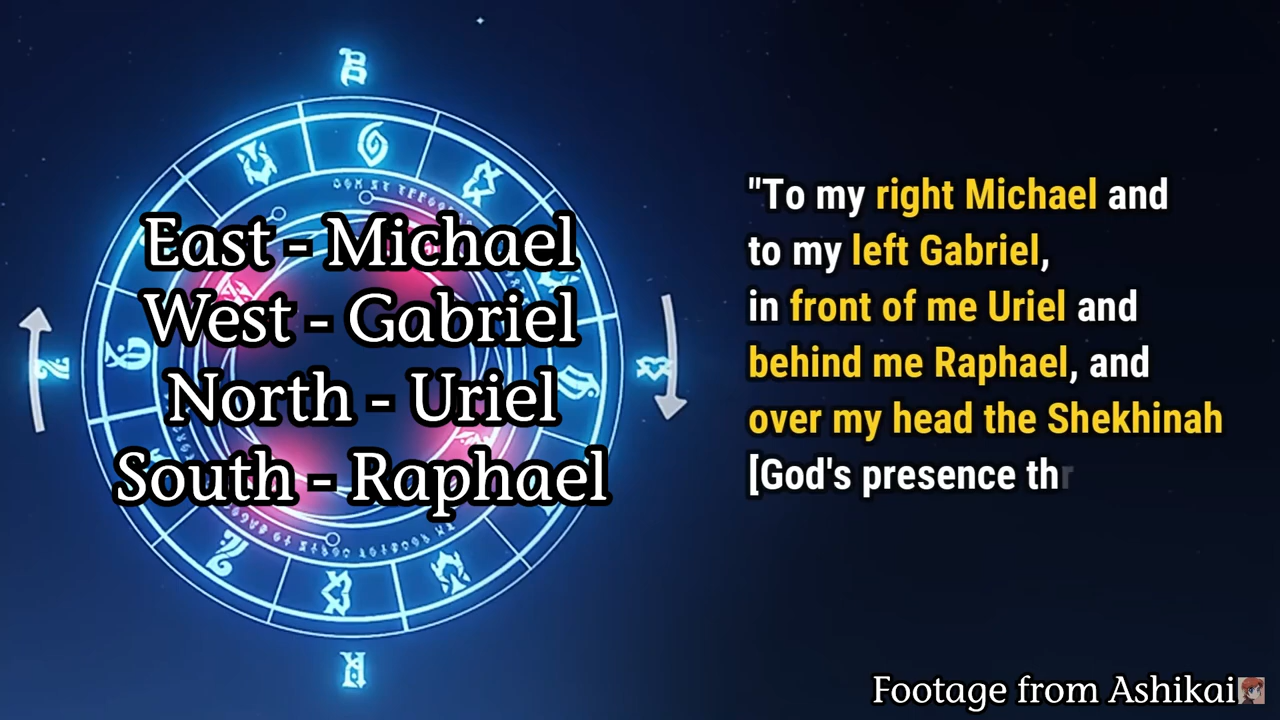 East - Michael
West - Gabriel
North - Uriel
South - Raphael
"To my right Michael and
to my left Gabriel,
in front of me Uriel and
behind me Raphael, and
over my head the Shekhinah
[God's presence thr
Footage from Ashikai